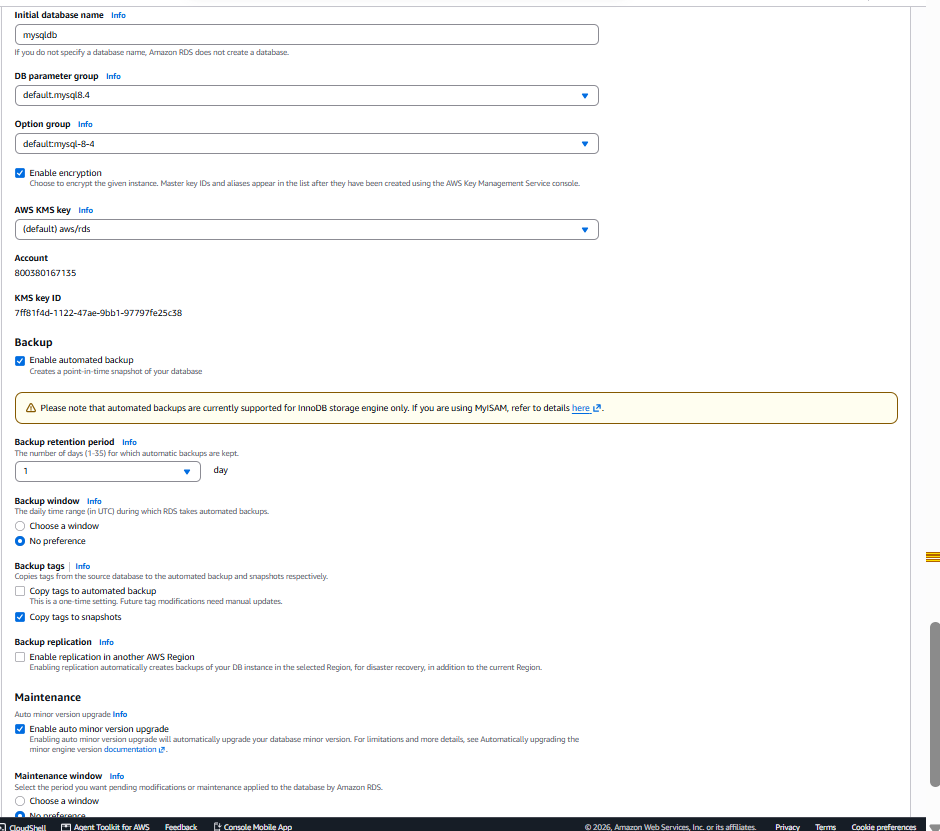 Initial database name Info
mysqldb
If you do not specify a database name, Amazon RDS does not create a database.
DB parameter group Info
default.mysql8.4
Option group Info
default:mysql-8-4
Enable encryption
Choose to encrypt the given instance. Master key IDs and aliases appear in the list after they have been created using the AWS Key Management Service console.
AWS KMS key Info
(default) aws/rds
Account
800380167135
KMS key ID
7ff81f4d-1122-47ae-9bb1-97797fe25c38
Backup
Enable automated backup
Creates a point-in-time snapshot of your database
Please note that automated backups are currently supported for InnoDB storage engine only. If you are using MyISAM, refer to details here.
Backup retention period Info
The number of days (1-35) for which automatic backups are kept.
1 day
Backup window Info
The daily time range (in UTC) during which RDS takes automated backups.
Choose a window
No preference
Backup tags Info
Copies tags from the source database to the automated backup and snapshots respectively.
Copy tags to automated backup
This is a one-time setting. Future tag modifications need manual updates.
Copy tags to snapshots
Backup replication Info
Enable replication in another AWS Region
Enabling replication automatically creates backups of your DB instance in the selected Region, for disaster recovery, in addition to the current Region.
Maintenance
Auto minor version upgrade Info
Enable auto minor version upgrade
Enabling auto minor version upgrade will automatically upgrade your database minor version. For limitations and more details, see Automatically upgrading the
minor engine version documentation.
Maintenance window Info
Select the period you want pending modifications or maintenance applied to the database by Amazon RDS.
Choose a window
No preference
CloudShell Agent Toolkit for AWS Feedback Console Mobile App © 2026, Amazon Web Services, Inc. or its affiliates. Privacy Terms Cookie preferences